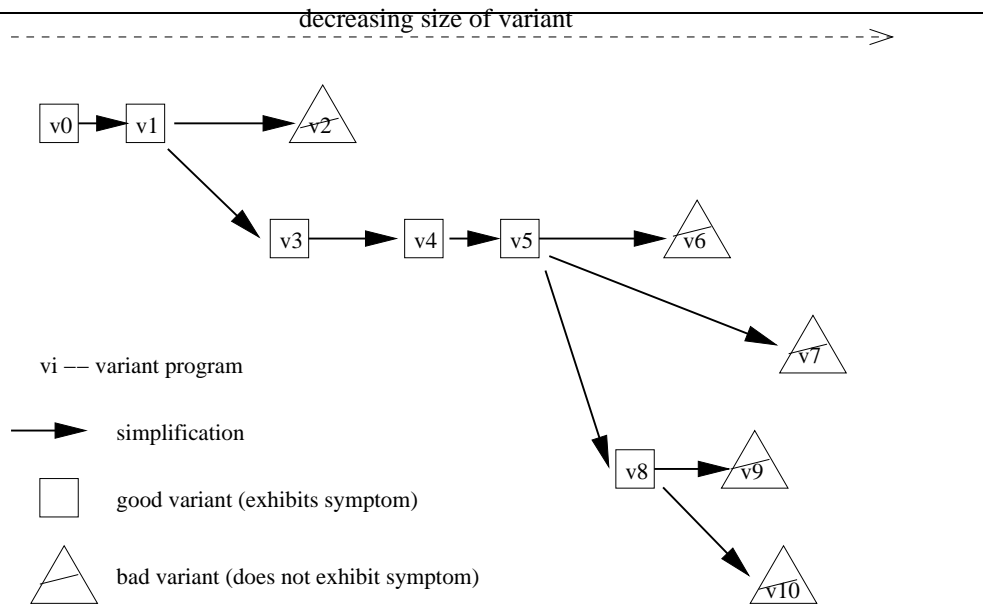 decreasing size of variant
v0 v1 v2
v3 v4 v5 v6
v7
vi −− variant program
simplification
v8 v9
good variant (exhibits symptom)
bad variant (does not exhibit symptom)
v10